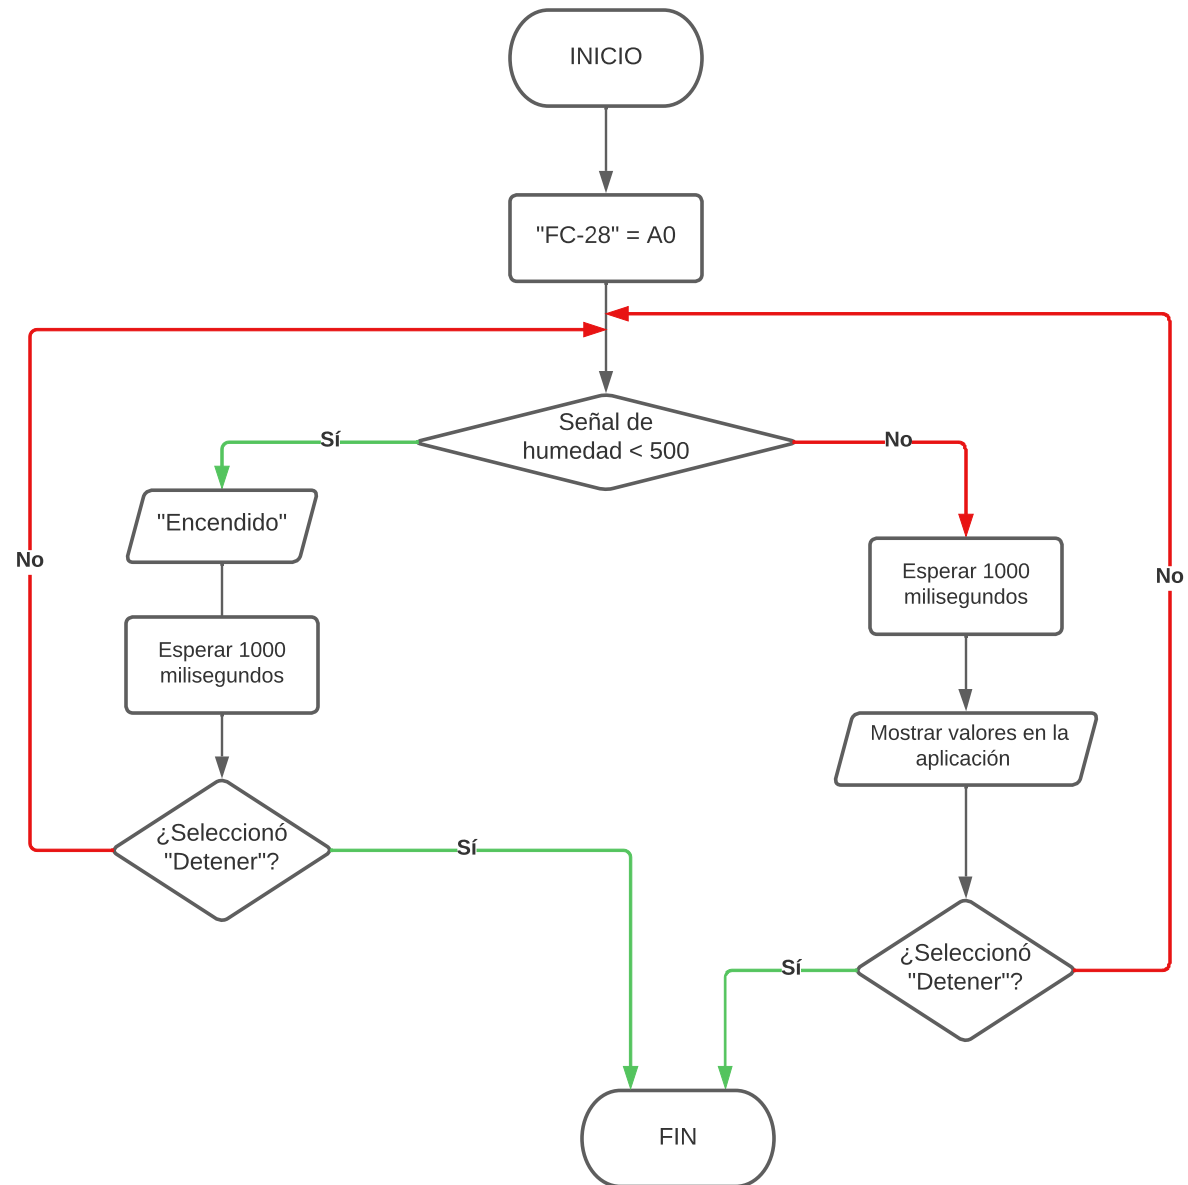 INICIO
"FC-28" = A0
Señal de
humedad < 500
Sí
No
"Encendido"
Esperar 1000
milisegundos
¿Seleccionó
"Detener"?
No
Sí
Esperar 1000
milisegundos
Mostrar valores en la
aplicación
¿Seleccionó
"Detener"?
No
Sí
FIN